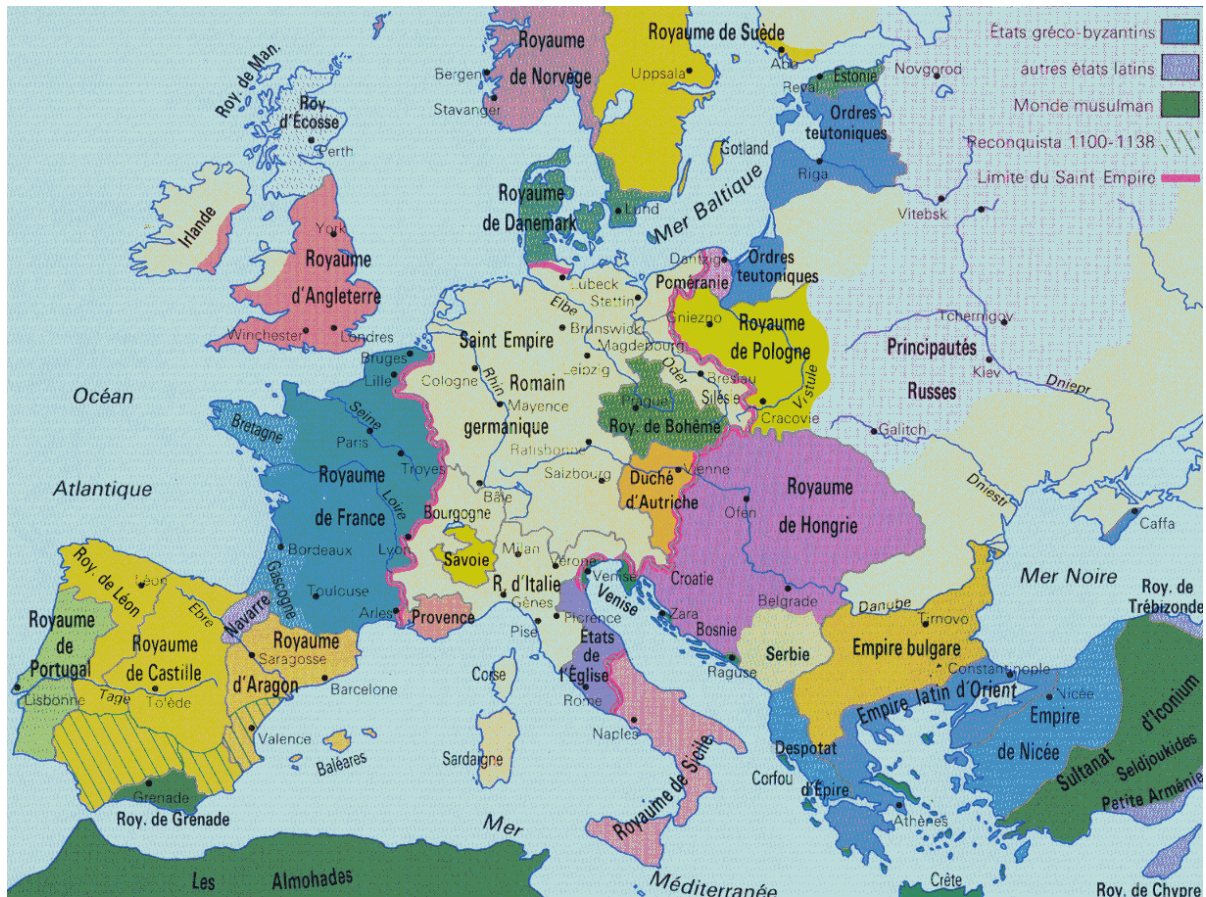 Roy. de Man.
Roy.
d'Écosse
Perth
Irlande
York
Royaume
d'Angleterre
Winchester
Londres
Royaume
de Norvège
Bergen
Stavanger
Royaume de Suède
Uppsala
Abo
Gotland
Reval
Estonie
Novgorod
Ordres
teutoniques
Riga
Vitebsk
États gréco-byzantins
autres états latins
Monde musulman
Reconquista 1100-1138
Limite du Saint Empire
Royaume
de Danemark
Lund
Mer Baltique
Dantzig
Poméranie
Ordres
teutoniques
Lübeck
Stettin
Elbe
Brunswick
Magdebourg
Leipzig
Saint Empire
Romain
germanique
Cologne
Rhin
Mayence
Ratisbonne
Salzbourg
Bâle
Gniezno
Royaume
de Pologne
Oder
Breslau
Silésie
Vistule
Cracovie
Prague
Roy. de Bohême
Duché
d'Autriche
Vienne
Principautés
Russes
Tchernigov
Kiev
Dniepr
Galitch
Dniestr
Caffa
Océan
Atlantique
Bruges
Lille
Bretagne
Seine
Paris
Troyes
Royaume
de France
Loire
Lyon
Bourgogne
Bordeaux
Gascogne
Toulouse
Arles
Savoie
Provence
Milan
Vérone
R. d'Italie
Gênes
Pise
Florence
Venise
Venise
États
de
l'Église
Rome
Naples
Royaume de Sicile
Corse
Sardaigne
Royaume
de Hongrie
Ofen
Croatie
Zara
Bosnie
Belgrade
Raguse
Serbie
Danube
Tirnovo
Empire bulgare
Constantinople
Empire latin d'Orient
Nicée
Empire
de Nicée
Despotat
d'Épire
Corfou
Athènes
Crète
Mer Noire
Roy. de
Trébizonde
Sultanat
d'Iconium
Seldjoukides
Petite Arménie
Roy. de Chypre
Roy. de Léon
Léon
Ebre
Navarre
Royaume
de
Portugal
Lisbonne
Royaume
de Castille
Tage
Tolède
Royaume
d'Aragon
Saragosse
Barcelone
Valence
Baléares
Grenade
Roy. de Grenade
Les Almohades
Mer
Méditerranée